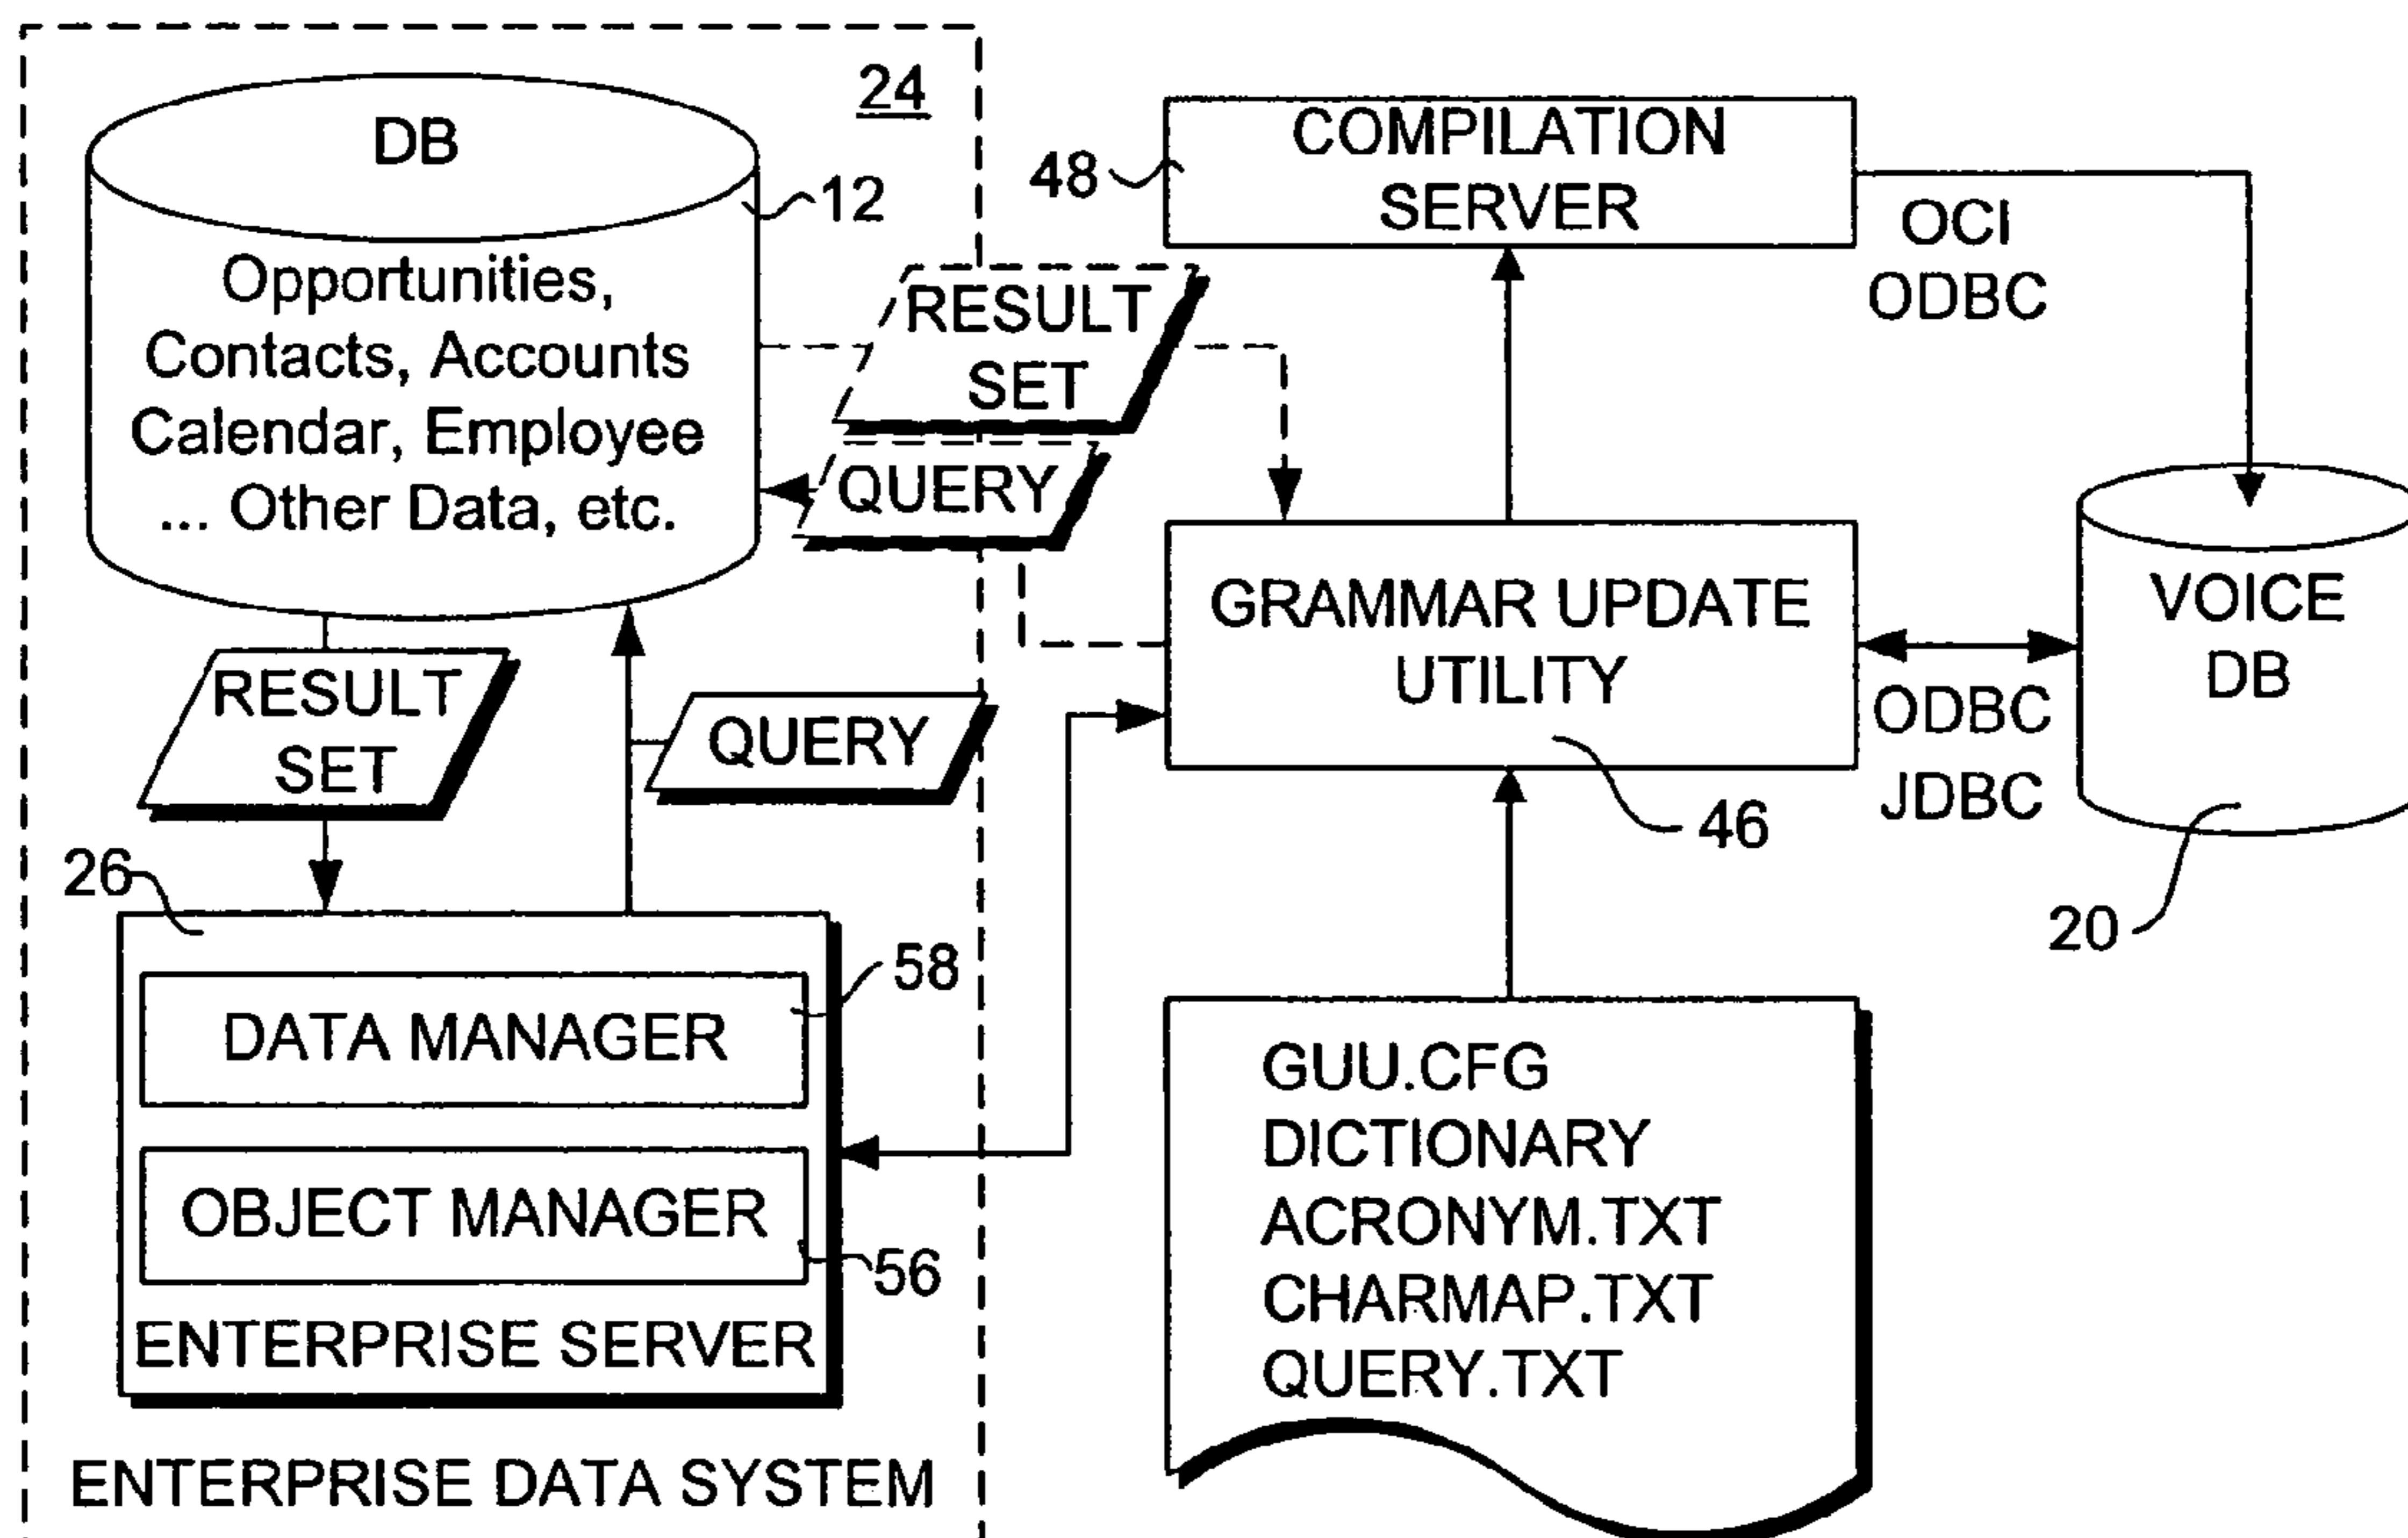 24
DB
12
Opportunities,
Contacts, Accounts
Calendar, Employee
... Other Data, etc.
RESULT
SET
QUERY
RESULT
SET
QUERY
26
DATA MANAGER
58
OBJECT MANAGER
56
ENTERPRISE SERVER
ENTERPRISE DATA SYSTEM
48
COMPILATION
SERVER
OCI
ODBC
GRAMMAR UPDATE
UTILITY
46
ODBC
JDBC
VOICE
DB
20
GUU.CFG
DICTIONARY
ACRONYM.TXT
CHARMAP.TXT
QUERY.TXT